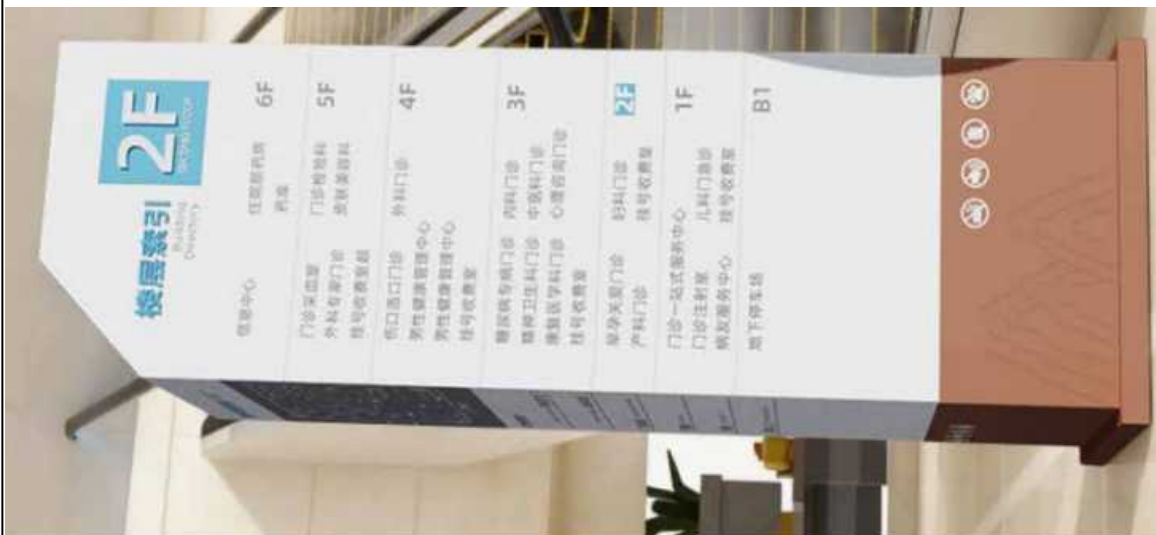 楼层索引 2F
Building
Directory
SECOND FLOOR
信息中心 住院部药房 6F
药库
门诊采血室 门诊检验科 5F
外科专家门诊 皮肤美容科
挂号收费室超
伤口造口门诊 外科门诊 4F
男性健康管理中心
男性健康管理中心
挂号收费室
糖尿病专病门诊 内科门诊 3F
精神卫生科门诊 中医科门诊
康复医学科门诊 心理咨询门诊
挂号收费室
早孕关爱门诊 妇科门诊 2F
产科门诊 挂号收费室
门诊一站式服务中心 1F
门诊注射室 儿科门急诊
病友服务中心 挂号收费室
地下停车场 B1